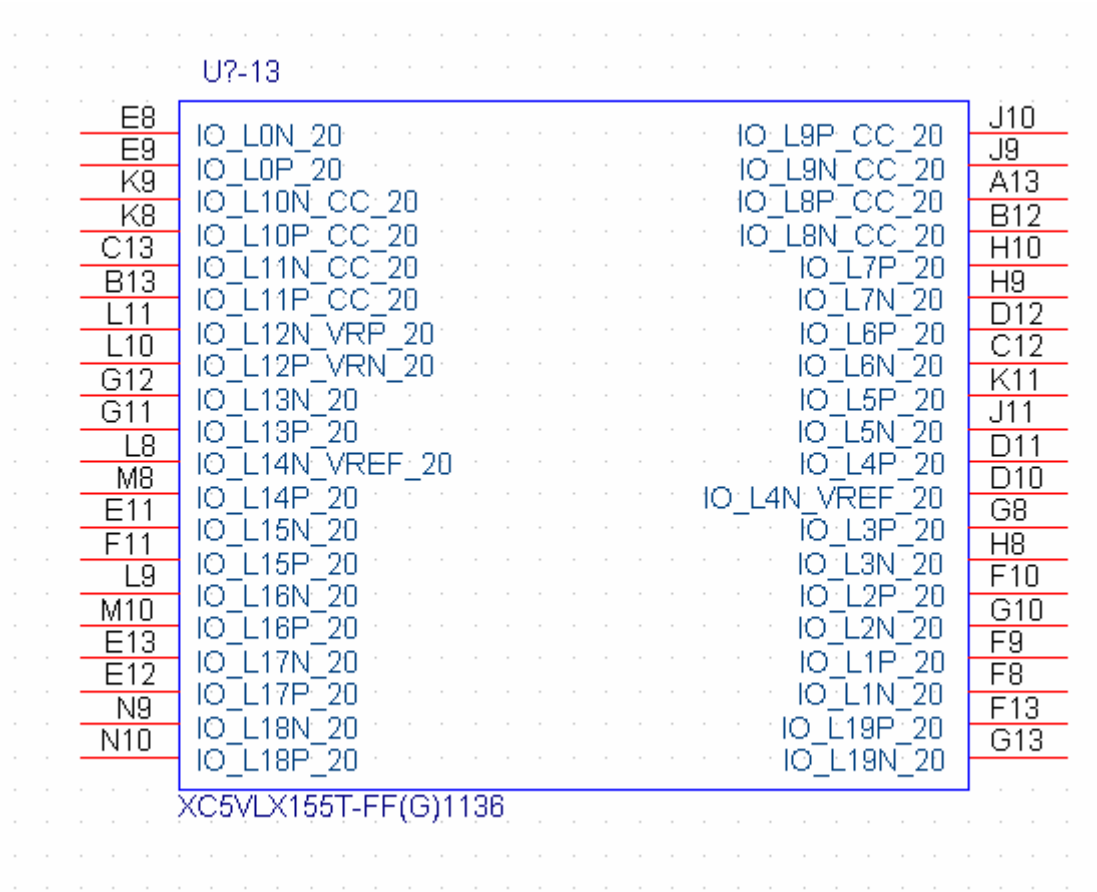 U?-13
E8 IO_L0N_20 IO_L9P_CC_20 J10
E9 IO_L0P_20 IO_L9N_CC_20 J9
K9 IO_L10N_CC_20 IO_L8P_CC_20 A13
K8 IO_L10P_CC_20 IO_L8N_CC_20 B12
C13 IO_L11N_CC_20 IO_L7P_20 H10
B13 IO_L11P_CC_20 IO_L7N_20 H9
L11 IO_L12N_VRP_20 IO_L6P_20 D12
L10 IO_L12P_VRN_20 IO_L6N_20 C12
G12 IO_L13N_20 IO_L5P_20 K11
G11 IO_L13P_20 IO_L5N_20 J11
L8 IO_L14N_VREF_20 IO_L4P_20 D11
M8 IO_L14P_20 IO_L4N_VREF_20 D10
E11 IO_L15N_20 IO_L3P_20 G8
F11 IO_L15P_20 IO_L3N_20 H8
L9 IO_L16N_20 IO_L2P_20 F10
M10 IO_L16P_20 IO_L2N_20 G10
E13 IO_L17N_20 IO_L1P_20 F9
E12 IO_L17P_20 IO_L1N_20 F8
N9 IO_L18N_20 IO_L19P_20 F13
N10 IO_L18P_20 IO_L19N_20 G13
XC5VLX155T-FF(G)1136